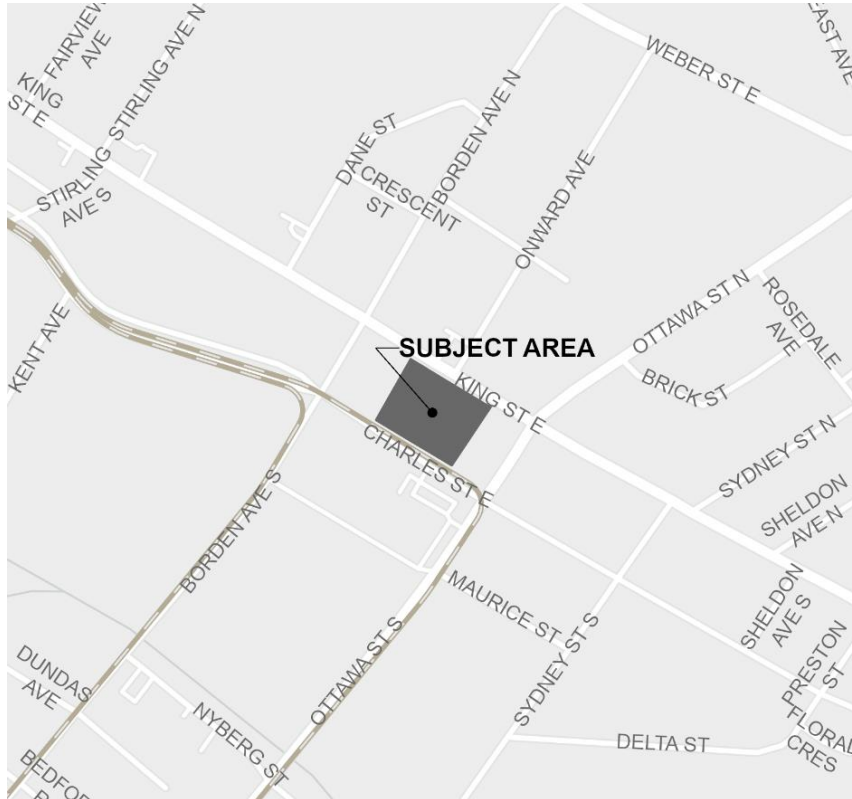 FAIRVIEW
AVE
KING
ST E
STIRLING AVE N
STIRLING
AVE S
WEBER ST E
EAST AVE
DANE ST
BORDEN AVE N
CRESCENT
ST
ONWARD AVE
OTTAWA ST N
ROSEDALE
AVE
KENT AVE
SUBJECT AREA
KING ST E
BRICK ST
CHARLES ST E
SYDNEY ST N
SHELDON
AVE N
BORDEN AVE S
MAURICE ST
SHELDON
AVE S
PRESTON
ST
OTTAWA ST S
SYDNEY ST S
DUNDAS
AVE
NYBERG ST
DELTA ST
FLORAL
CRES